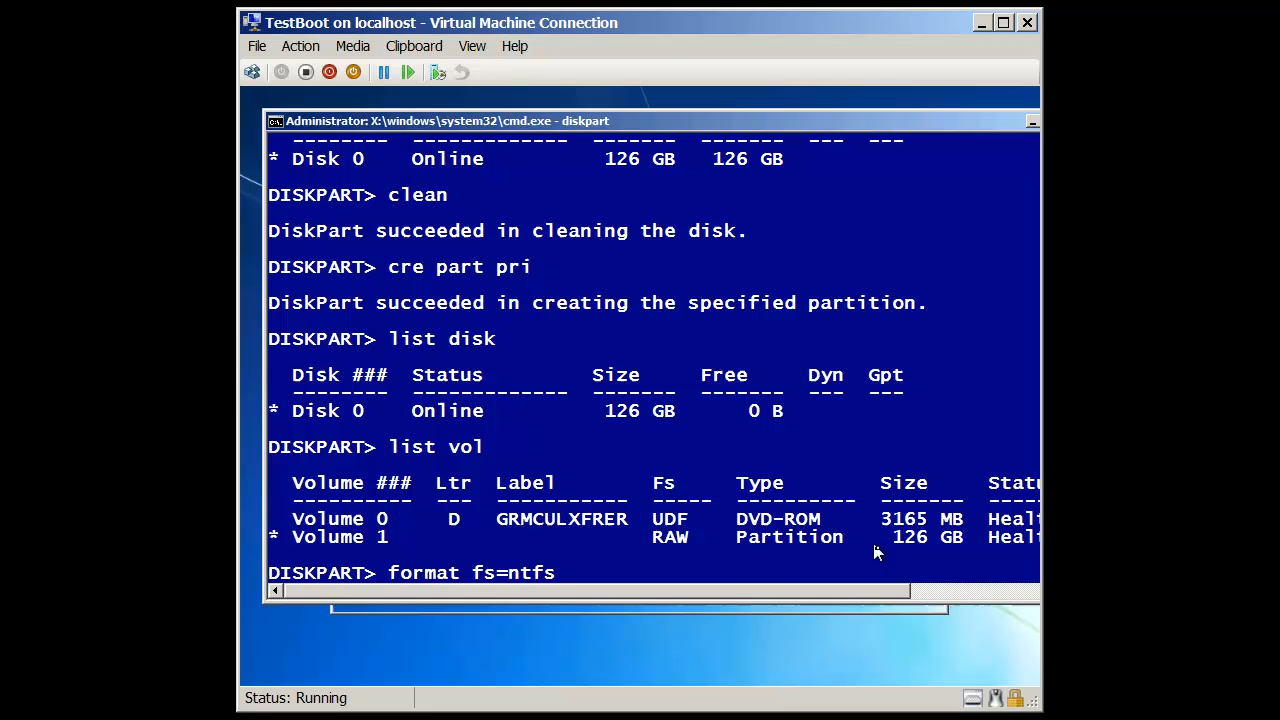 TestBoot on localhost - Virtual Machine Connection
File Action Media Clipboard View Help
Administrator: X:\windows\system32\cmd.exe - diskpart
-------- ------------- ------- ------- --- ---
* Disk 0 Online 126 GB 126 GB
DISKPART> clean
DiskPart succeeded in cleaning the disk.
DISKPART> cre part pri
DiskPart succeeded in creating the specified partition.
DISKPART> list disk
Disk ### Status Size Free Dyn Gpt
-------- ------------- ------- ------- --- ---
* Disk 0 Online 126 GB 0 B
DISKPART> list vol
Volume ### Ltr Label Fs Type Size Statu
---------- --- ----------- ----- ---------- ------- -----
Volume 0 D GRMCULXFRER UDF DVD-ROM 3165 MB Healt
* Volume 1 RAW Partition 126 GB Healt
DISKPART> format fs=ntfs
Status: Running